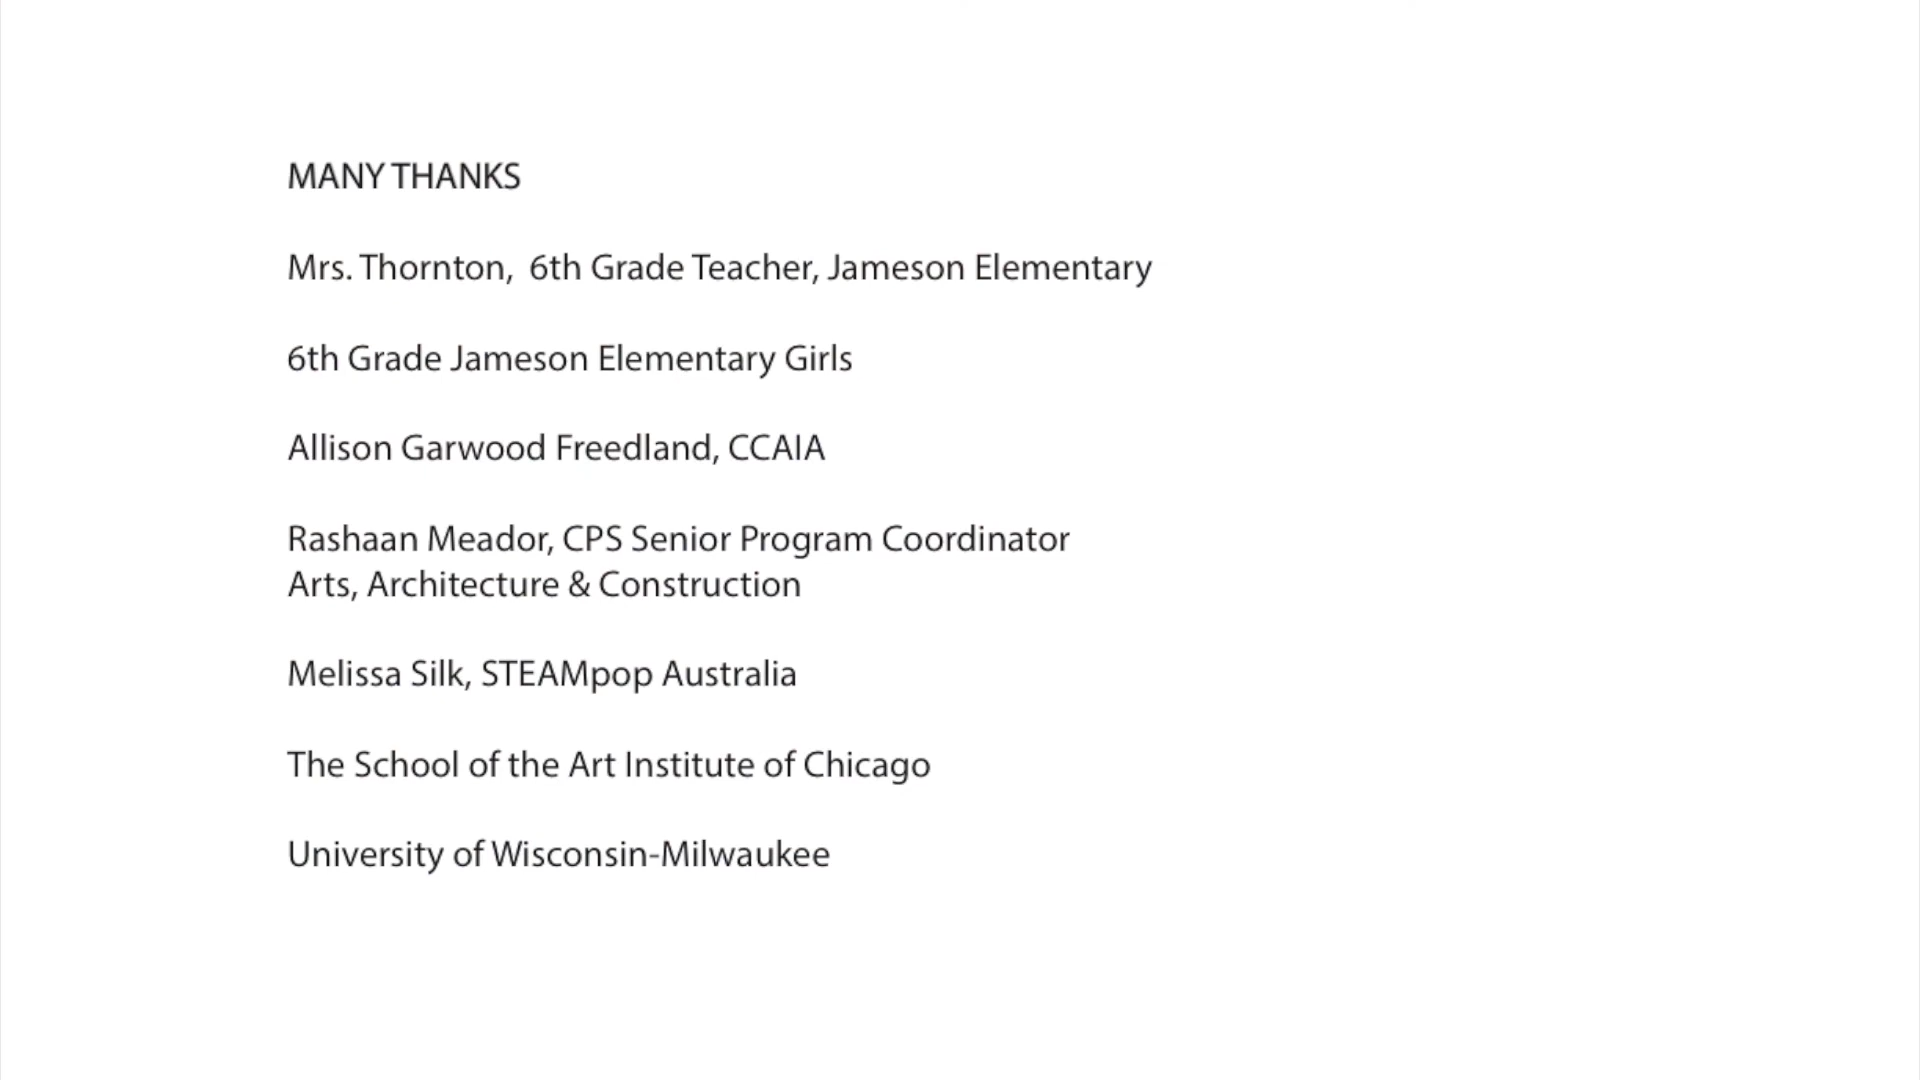 MANY THANKS
Mrs. Thornton,  6th Grade Teacher, Jameson Elementary
6th Grade Jameson Elementary Girls
Allison Garwood Freedland, CCAIA
Rashaan Meador, CPS Senior Program Coordinator
Arts, Architecture & Construction
Melissa Silk, STEAMpop Australia
The School of the Art Institute of Chicago
University of Wisconsin-Milwaukee